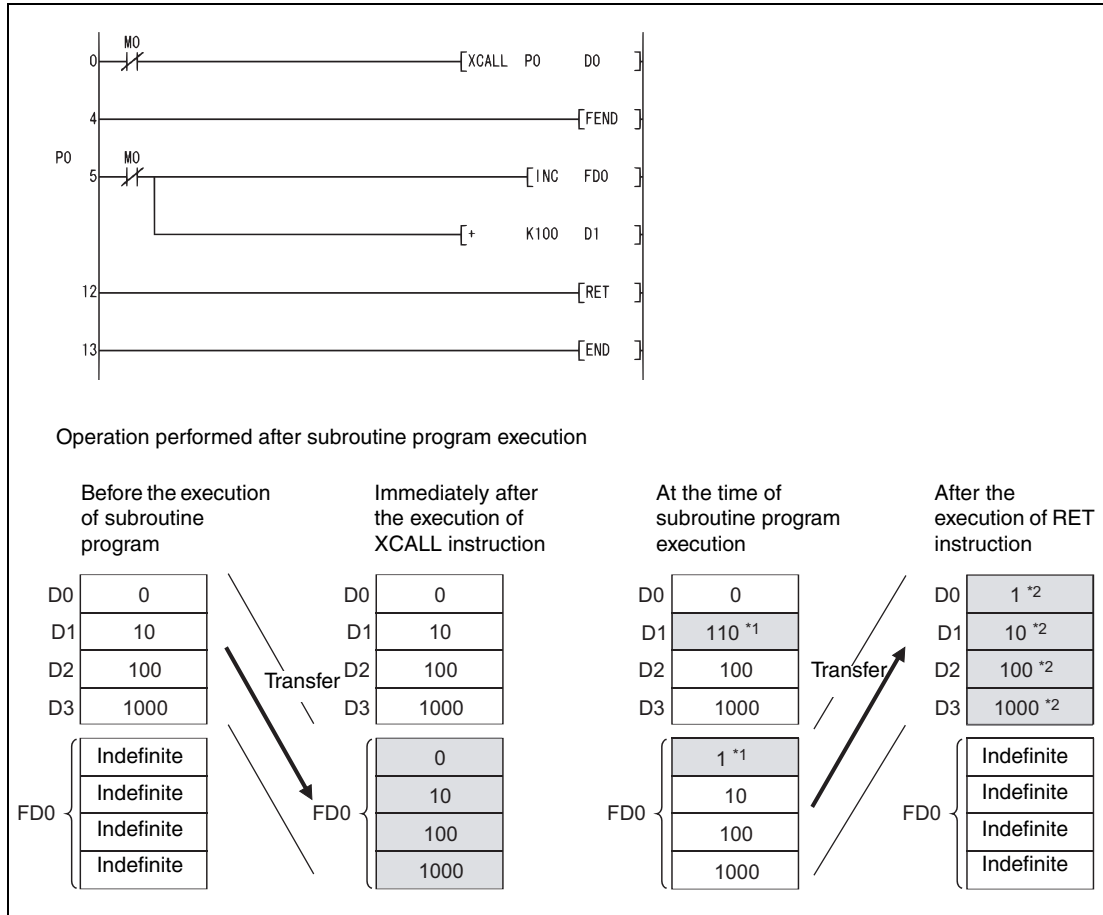 M0
0 [XCALL P0 D0 ]
4 [FEND ]
P0 M0
5 [INC FD0 ]
[+ K100 D1 ]
12 [RET ]
13 [END ]
Operation performed after subroutine program execution
Before the execution
of subroutine
program
D0 0
D1 10
D2 100
D3 1000
FD0
Indefinite
Indefinite
Indefinite
Indefinite
Transfer
Immediately after
the execution of
XCALL instruction
D0 0
D1 10
D2 100
D3 1000
FD0
0
10
100
1000
At the time of
subroutine program
execution
D0 0
D1 110 *1
D2 100
D3 1000
FD0
1 *1
10
100
1000
Transfer
After the
execution of RET
instruction
D0 1 *2
D1 10 *2
D2 100 *2
D3 1000 *2
FD0
Indefinite
Indefinite
Indefinite
Indefinite